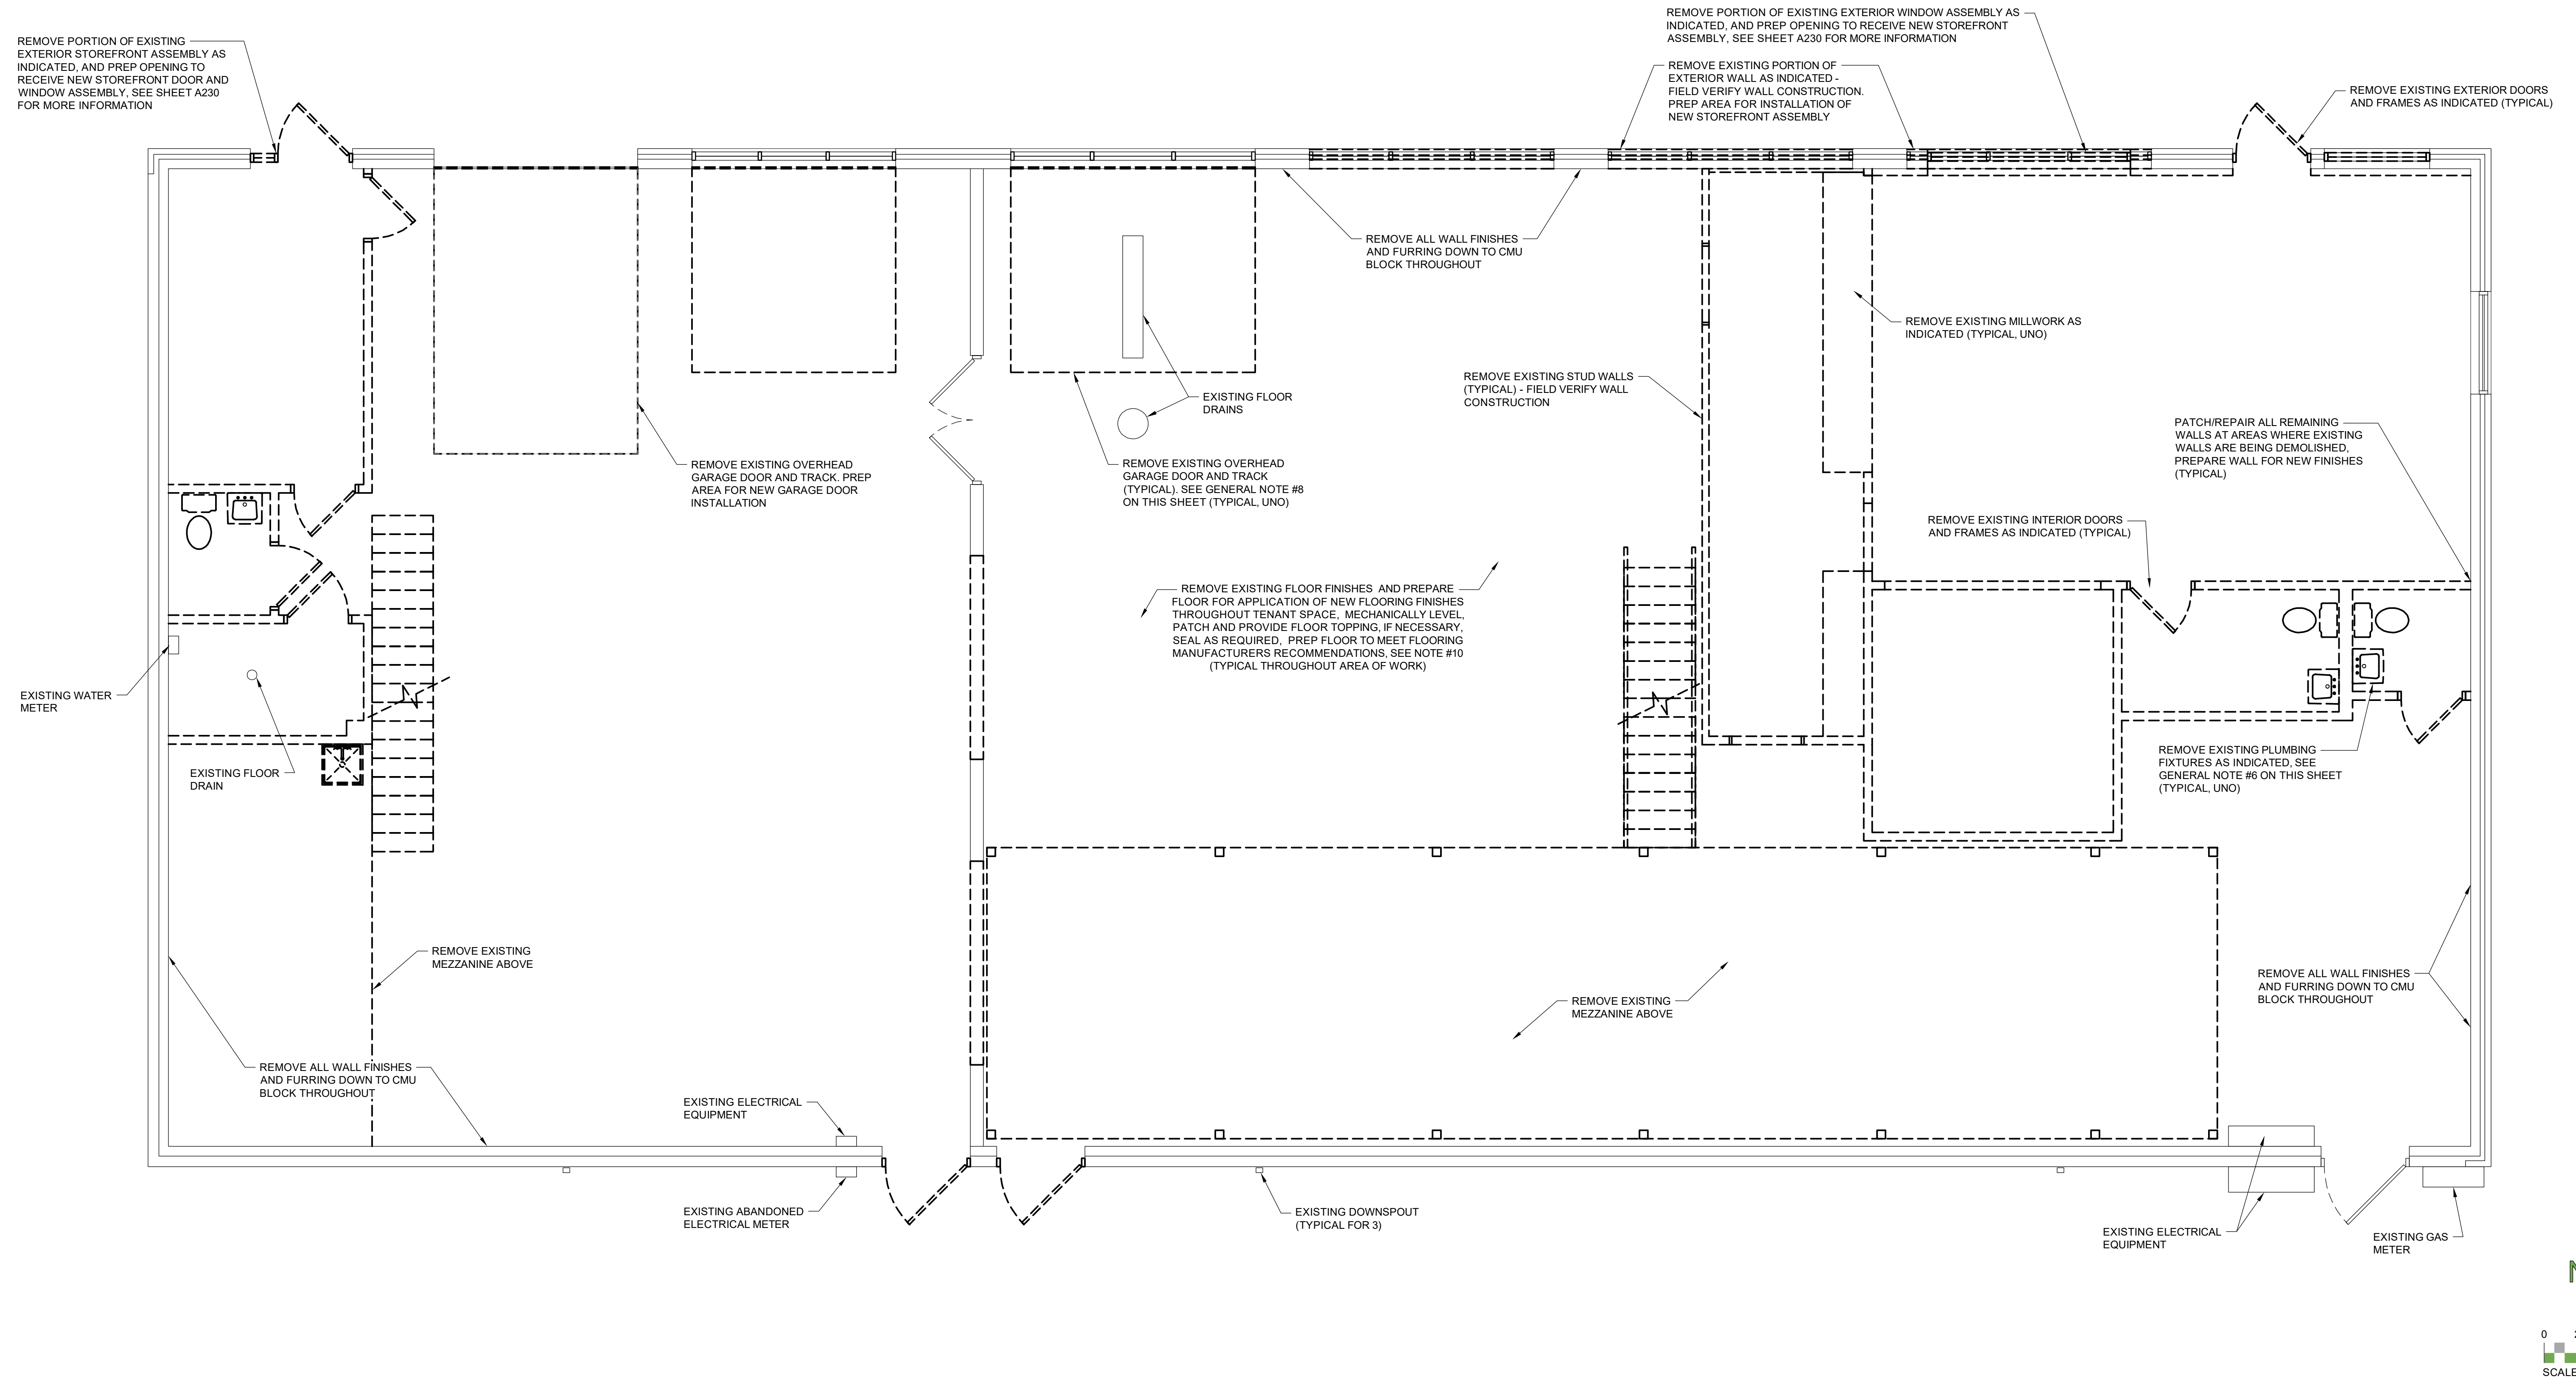 REMOVE PORTION OF EXISTING
EXTERIOR STOREFRONT ASSEMBLY AS
INDICATED, AND PREP OPENING TO
RECEIVE NEW STOREFRONT DOOR AND
WINDOW ASSEMBLY, SEE SHEET A230
FOR MORE INFORMATION
REMOVE PORTION OF EXISTING EXTERIOR WINDOW ASSEMBLY AS
INDICATED, AND PREP OPENING TO RECEIVE NEW STOREFRONT
ASSEMBLY, SEE SHEET A230 FOR MORE INFORMATION
REMOVE EXISTING PORTION OF
EXTERIOR WALL AS INDICATED -
FIELD VERIFY WALL CONSTRUCTION.
PREP AREA FOR INSTALLATION OF
NEW STOREFRONT ASSEMBLY
REMOVE EXISTING EXTERIOR DOORS
AND FRAMES AS INDICATED (TYPICAL)
REMOVE ALL WALL FINISHES
AND FURRING DOWN TO CMU
BLOCK THROUGHOUT
REMOVE EXISTING MILLWORK AS
INDICATED (TYPICAL, UNO)
REMOVE EXISTING STUD WALLS
(TYPICAL) - FIELD VERIFY WALL
CONSTRUCTION
EXISTING FLOOR
DRAINS
PATCH/REPAIR ALL REMAINING
WALLS AT AREAS WHERE EXISTING
WALLS ARE BEING DEMOLISHED,
PREPARE WALL FOR NEW FINISHES
(TYPICAL)
REMOVE EXISTING OVERHEAD
GARAGE DOOR AND TRACK. PREP
AREA FOR NEW GARAGE DOOR
INSTALLATION
REMOVE EXISTING OVERHEAD
GARAGE DOOR AND TRACK
(TYPICAL). SEE GENERAL NOTE #8
ON THIS SHEET (TYPICAL, UNO)
REMOVE EXISTING INTERIOR DOORS
AND FRAMES AS INDICATED (TYPICAL)
REMOVE EXISTING FLOOR FINISHES AND PREPARE
FLOOR FOR APPLICATION OF NEW FLOORING FINISHES
THROUGHOUT TENANT SPACE, MECHANICALLY LEVEL,
PATCH AND PROVIDE FLOOR TOPPING, IF NECESSARY,
SEAL AS REQUIRED, PREP FLOOR TO MEET FLOORING
MANUFACTURERS RECOMMENDATIONS, SEE NOTE #10
(TYPICAL THROUGHOUT AREA OF WORK)
EXISTING WATER
METER
EXISTING FLOOR
DRAIN
REMOVE EXISTING PLUMBING
FIXTURES AS INDICATED, SEE
GENERAL NOTE #6 ON THIS SHEET
(TYPICAL, UNO)
REMOVE EXISTING
MEZZANINE ABOVE
REMOVE EXISTING
MEZZANINE ABOVE
REMOVE ALL WALL FINISHES
AND FURRING DOWN TO CMU
BLOCK THROUGHOUT
REMOVE ALL WALL FINISHES
AND FURRING DOWN TO CMU
BLOCK THROUGHOUT
EXISTING ELECTRICAL
EQUIPMENT
EXISTING ABANDONED
ELECTRICAL METER
EXISTING DOWNSPOUT
(TYPICAL FOR 3)
EXISTING ELECTRICAL
EQUIPMENT
EXISTING GAS
METER
0
SCALE